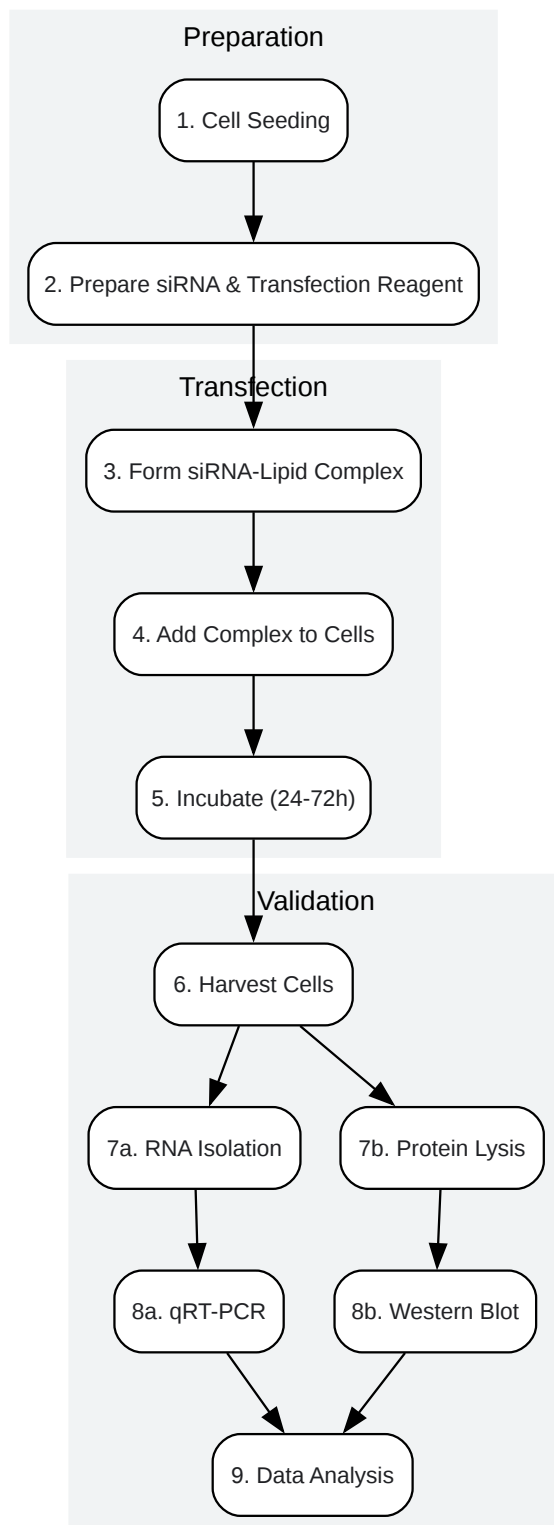 Preparation
1. Cell Seeding
2. Prepare siRNA & Transfection Reagent
Transfection
3. Form siRNA-Lipid Complex
4. Add Complex to Cells
5. Incubate (24-72h)
Validation
6. Harvest Cells
7a. RNA Isolation
7b. Protein Lysis
8a. qRT-PCR
8b. Western Blot
9. Data Analysis